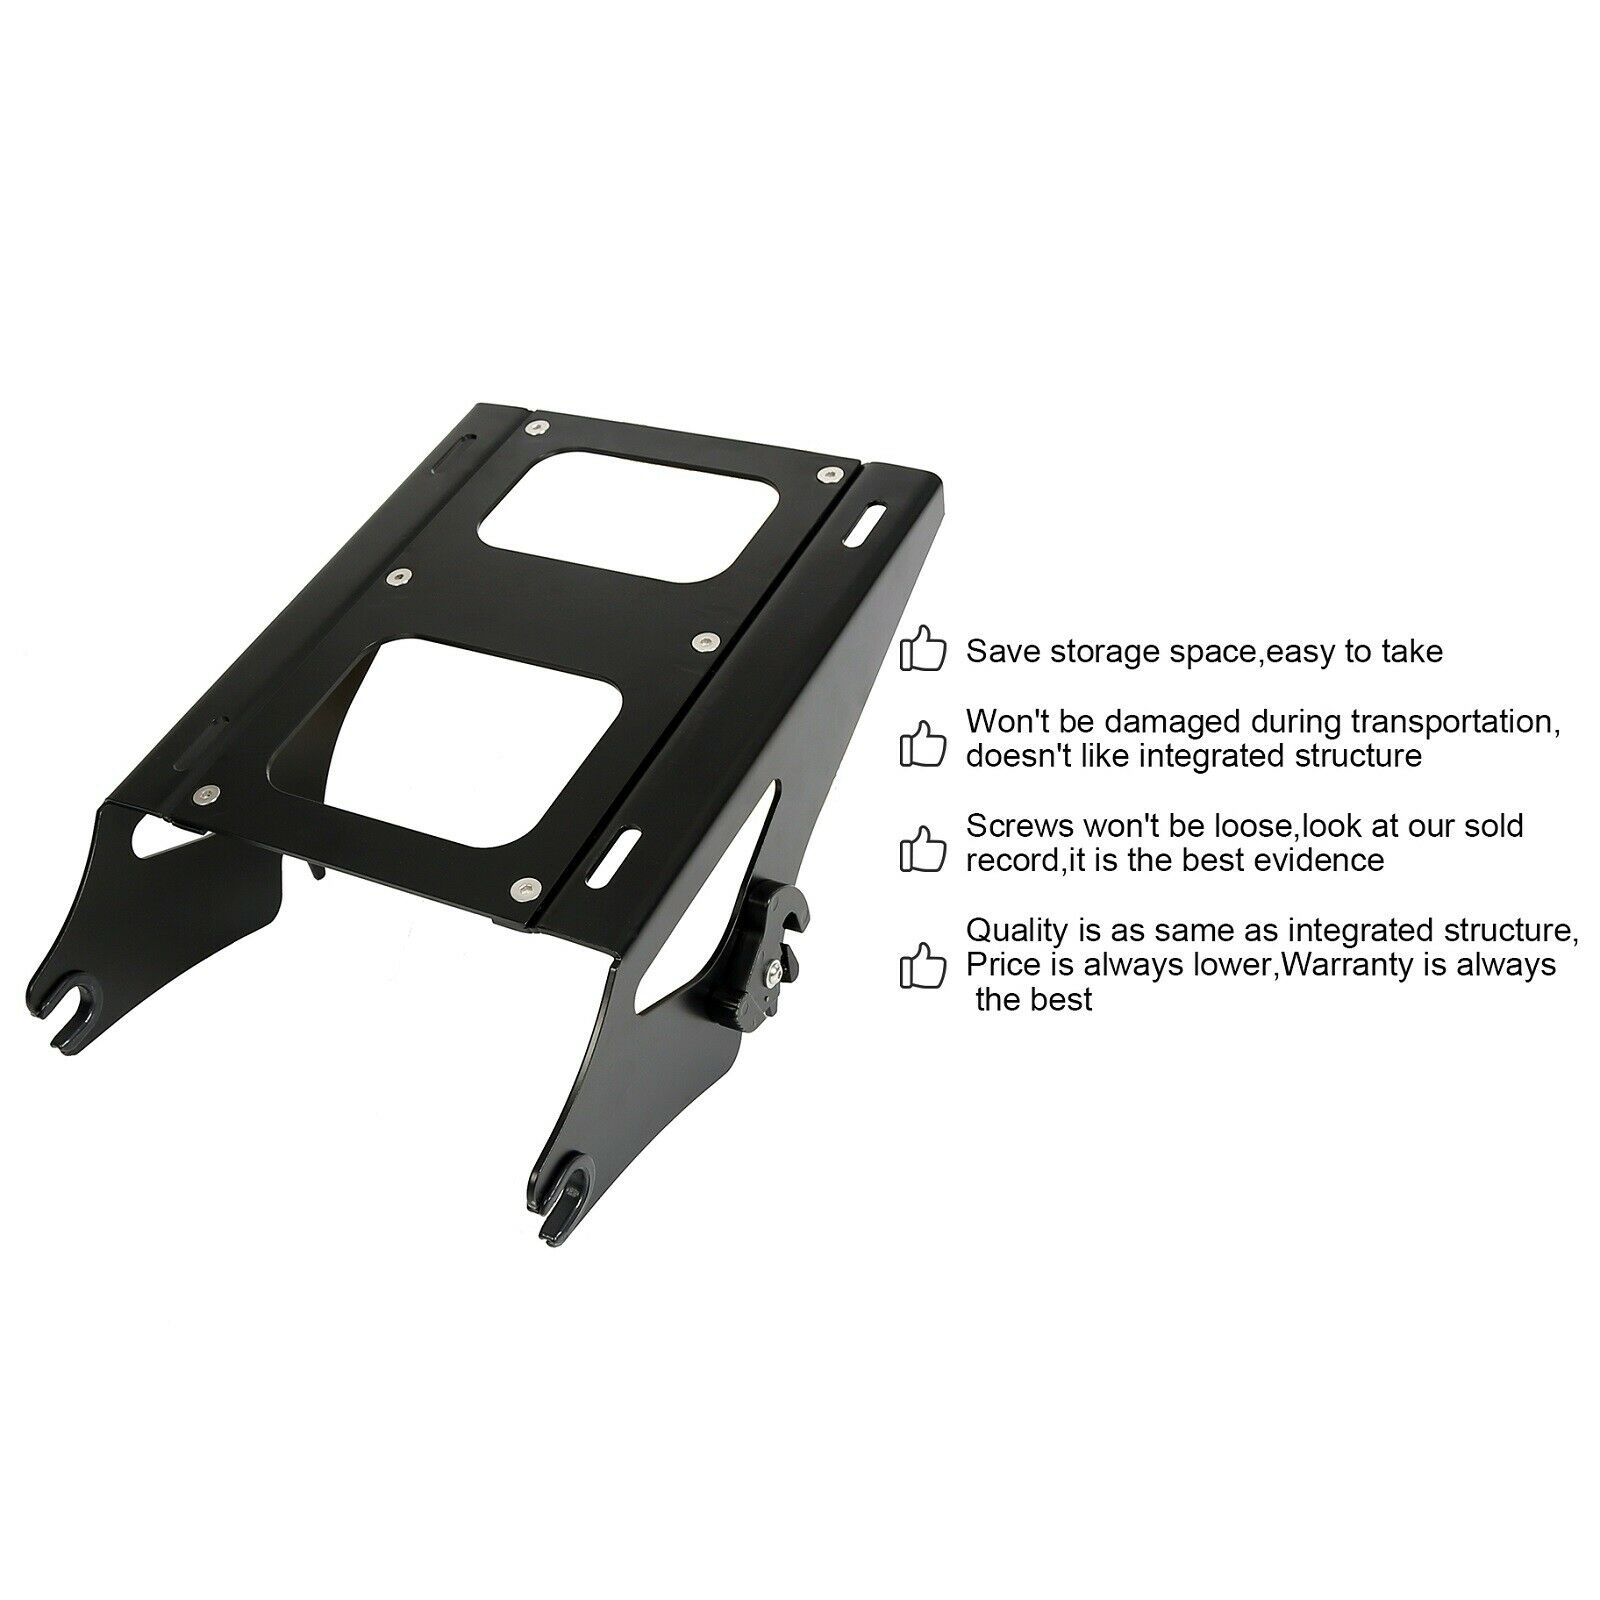 Save storage space,easy to take
Won't be damaged during transportation,
doesn't like integrated structure
Screws won't be loose,look at our sold
record,it is the best evidence
Quality is as same as integrated structure,
Price is always lower,Warranty is always
the best